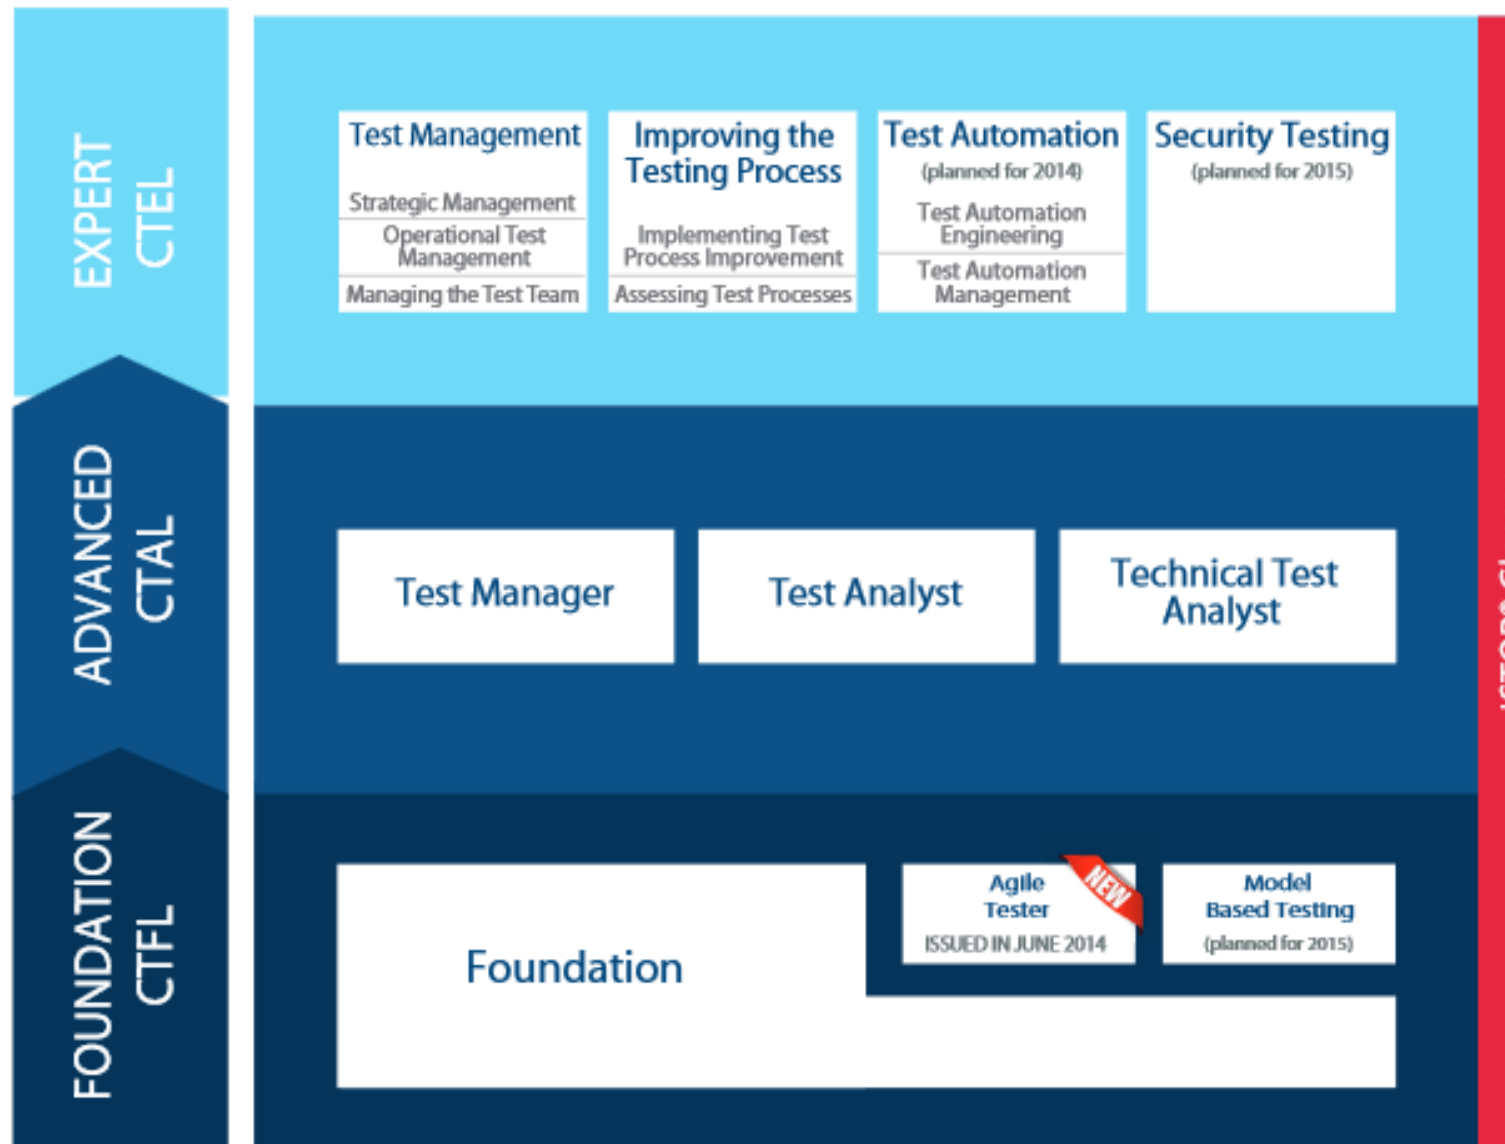 EXPERT
CTEL
Test Management
Strategic Management
Operational Test
Management
Managing the Test Team
Improving the
Testing Process
Implementing Test
Process Improvement
Assessing Test Processes
Test Automation
(planned for 2014)
Test Automation
Engineering
Test Automation
Management
Security Testing
(planned for 2015)
ADVANCED
CTAL
Test Manager
Test Analyst
Technical Test
Analyst
FOUNDATION
CTFL
Foundation
Agile
Tester
ISSUED IN JUNE 2014
NEW
Model
Based Testing
(planned for 2015)